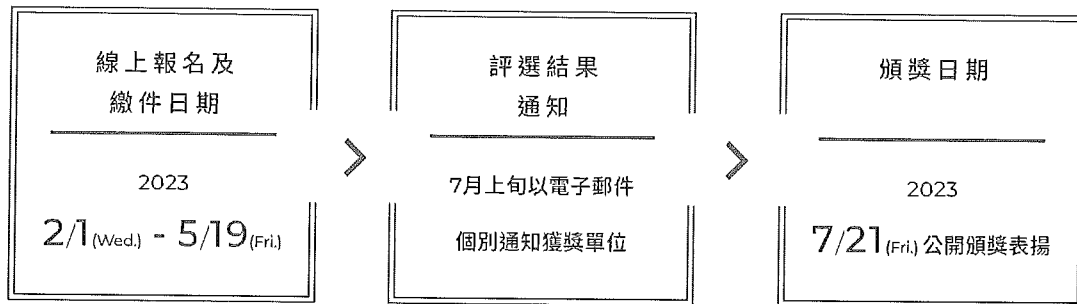 線上報名及
繳件日期
2023
2/1(Wed.) - 5/19(Fri.)
評選結果
通知
7月上旬以電子郵件
個別通知獲獎單位
頒獎日期
2023
7/21(Fri.) 公開頒獎表揚